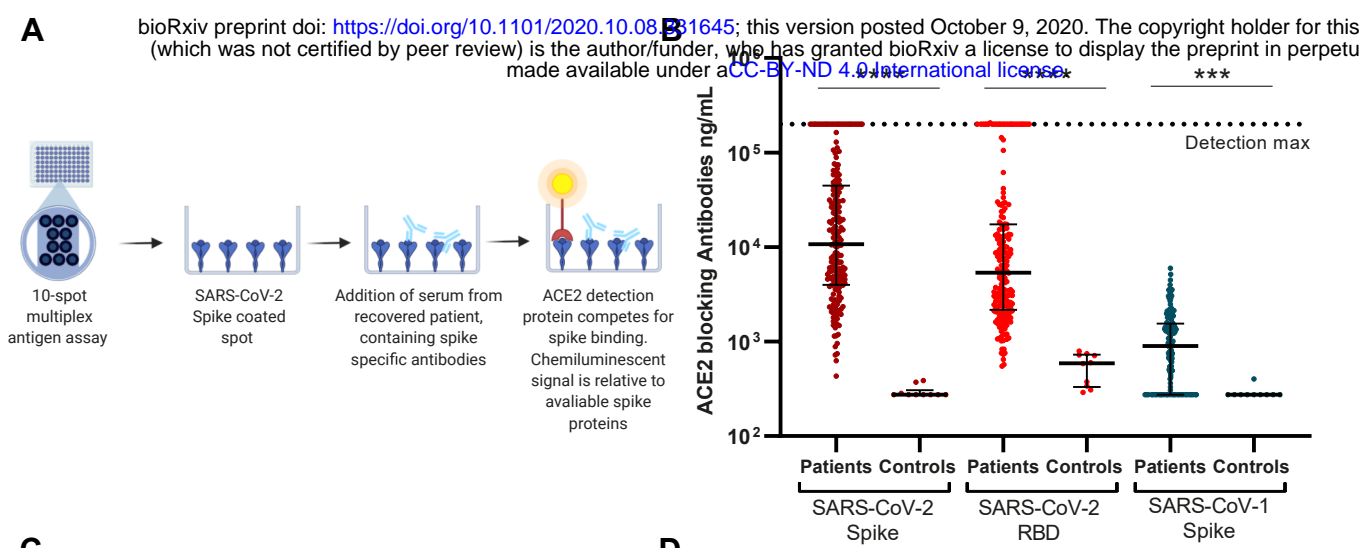 A
bioRxiv preprint doi: https://doi.org/10.1101/2020.10.08.331645; this version posted October 9, 2020. The copyright holder for this
B
(which was not certified by peer review) is the author/funder, who has granted bioRxiv a license to display the preprint in perpetu
made available under aCC-BY-ND 4.0 International license.
**** **** ***
10-spot
multiplex
antigen assay
SARS-CoV-2
Spike coated
spot
Addition of serum from
recovered patient,
containing spike
specific antibodies
ACE2 detection
protein competes for
spike binding.
Chemiluminescent
signal is relative to
avaliable spike
proteins
ACE2 blocking Antibodies ng/mL
10⁶
10⁵
10⁴
10³
10²
Detection max
Patients Controls Patients Controls Patients Controls
SARS-CoV-2
Spike
SARS-CoV-2
RBD
SARS-CoV-1
Spike
C
D